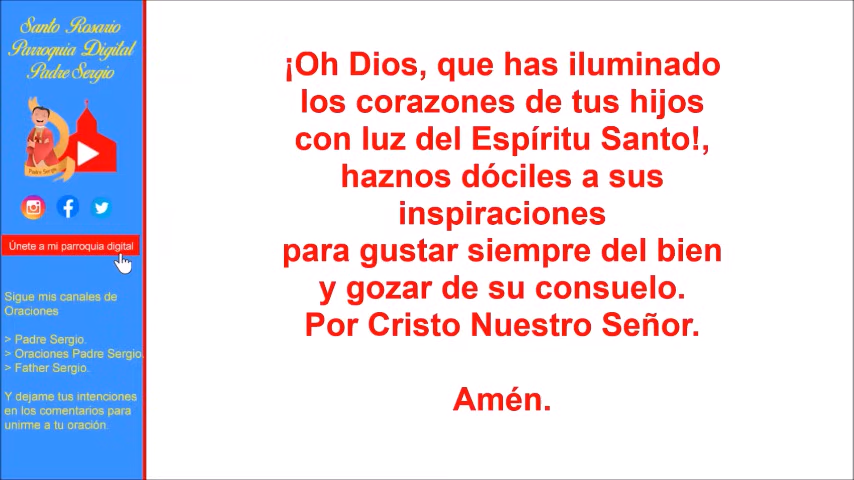 Santo Rosario
Parroquia Digital
Padre Sergio
Padre Sergio
Únete a mi parroquia digital
Sigue mis canales de
Oraciones
> Padre Sergio.
> Oraciones Padre Sergio.
> Father Sergio.
Y dejame tus intenciones
en los comentarios para
unirme a tu oración.
¡Oh Dios, que has iluminado
los corazones de tus hijos
con luz del Espíritu Santo!,
haznos dóciles a sus
inspiraciones
para gustar siempre del bien
y gozar de su consuelo.
Por Cristo Nuestro Señor.
Amén.